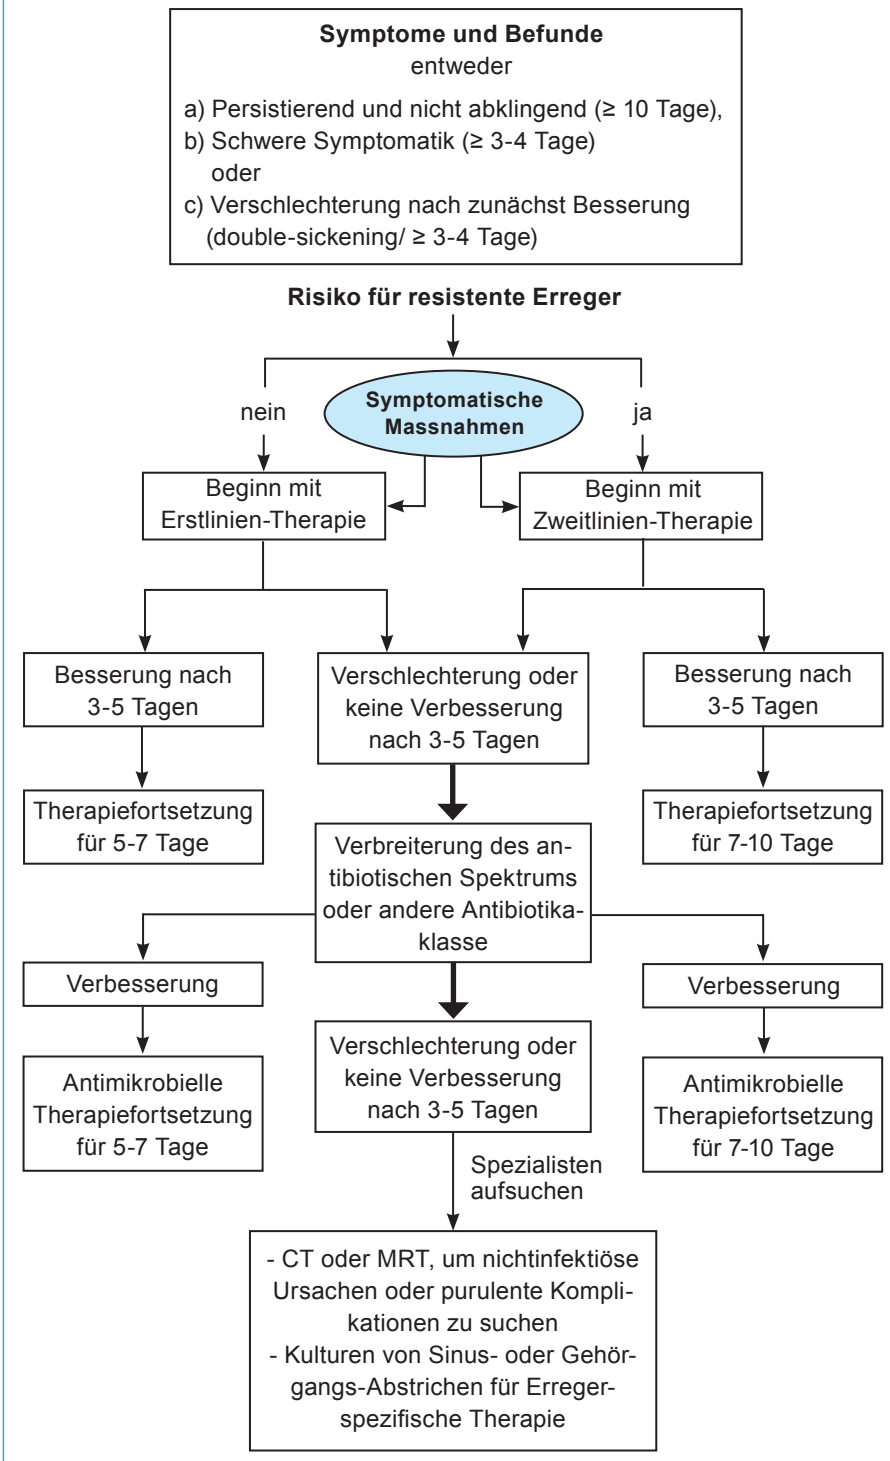 Symptome und Befunde
entweder
a) Persistierend und nicht abklingend (≥ 10 Tage),
b) Schwere Symptomatik (≥ 3-4 Tage)
oder
c) Verschlechterung nach zunächst Besserung
(double-sickening/ ≥ 3-4 Tage)
Risiko für resistente Erreger
nein
Symptomatische
Massnahmen
ja
Beginn mit
Erstlinien-Therapie
Beginn mit
Zweitlinien-Therapie
Besserung nach
3-5 Tagen
Verschlechterung oder
keine Verbesserung
nach 3-5 Tagen
Besserung nach
3-5 Tagen
Therapiefortsetzung
für 5-7 Tage
Verbreiterung des an-
tibiotischen Spektrums
oder andere Antibiotika-
klasse
Therapiefortsetzung
für 7-10 Tage
Verbesserung
Verbesserung
Antimikrobielle
Therapiefortsetzung
für 5-7 Tage
Verschlechterung oder
keine Verbesserung
nach 3-5 Tagen
Antimikrobielle
Therapiefortsetzung
für 7-10 Tage
Spezialisten
aufsuchen
- CT oder MRT, um nichtinfektiöse
Ursachen oder purulente Kompli-
kationen zu suchen
- Kulturen von Sinus- oder Gehör-
gangs-Abstrichen für Erreger-
spezifische Therapie